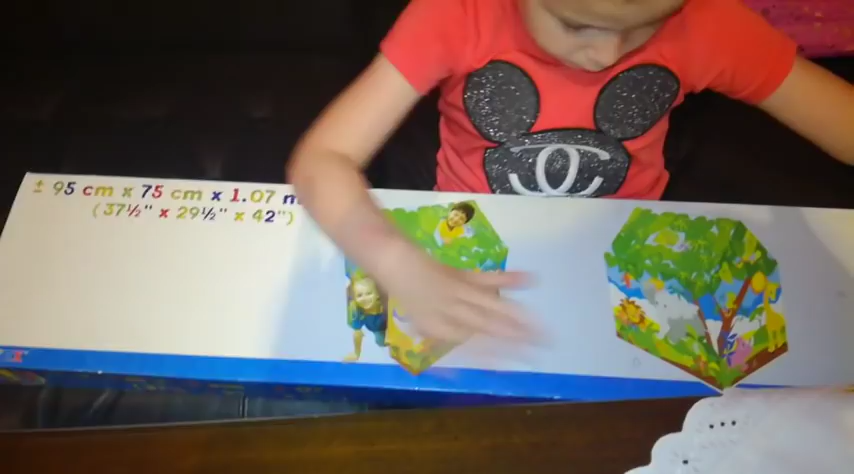 ± 95 cm x 75 cm x 1.07 m
(37½" x 29½" x 42")